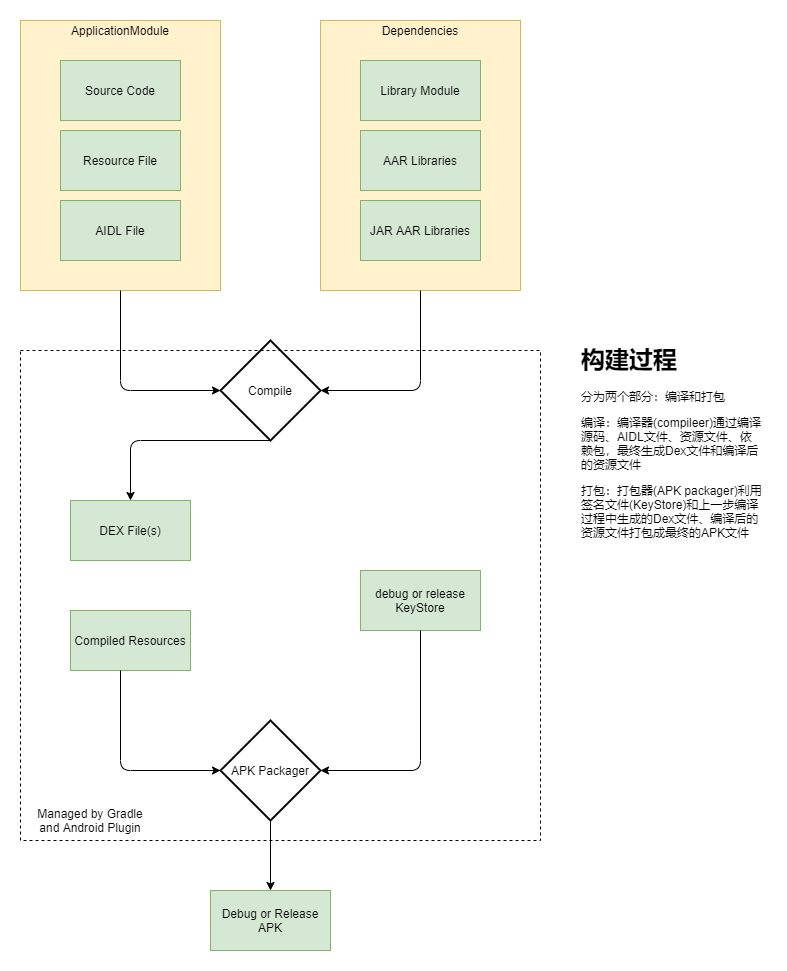 ApplicationModule
Source Code
Resource File
AIDL File
Dependencies
Library Module
AAR Libraries
JAR AAR Libraries
Compile
DEX File(s)
Compiled Resources
debug or release
KeyStore
APK Packager
Managed by Gradle
and Android Plugin
Debug or Release
APK
构建过程
分为两个部分：编译和打包
编译：编译器(compileer)通过编译
源码、AIDL文件、资源文件、依
赖包，最终生成Dex文件和编译后
的资源文件
打包：打包器(APK packager)利用
签名文件(KeyStore)和上一步编译
过程中生成的Dex文件、编译后的
资源文件打包成最终的APK文件